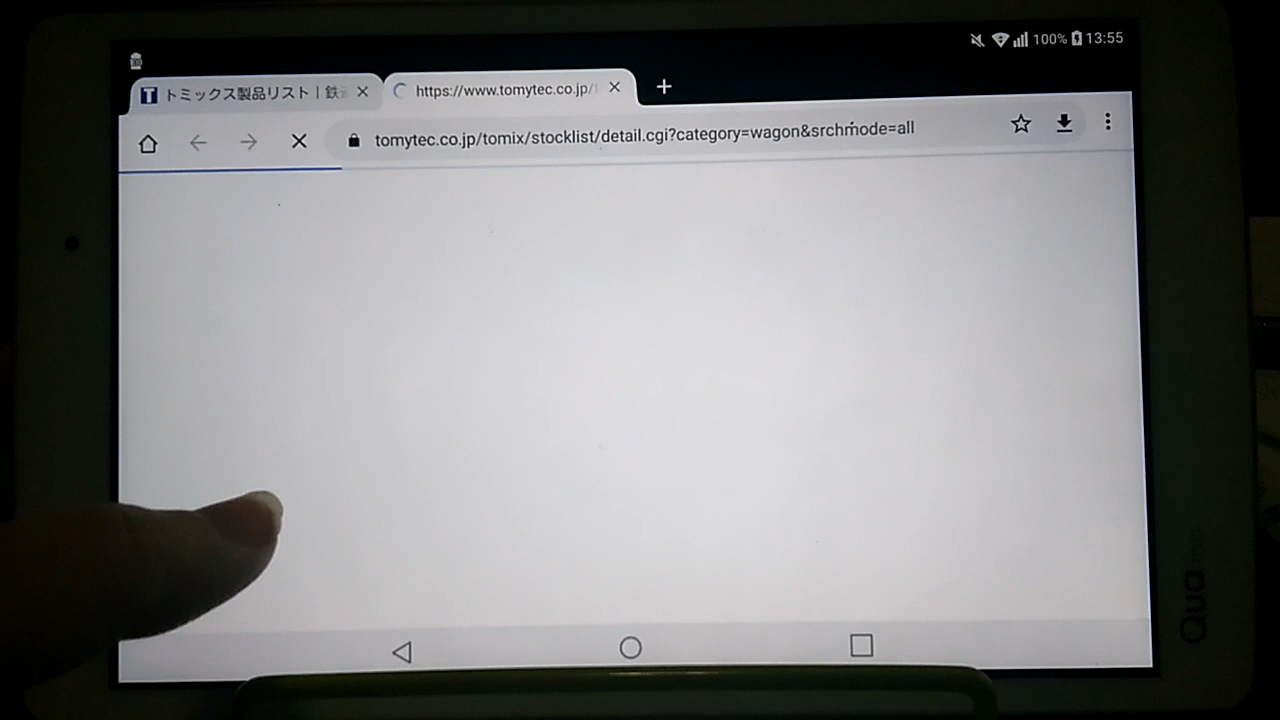 100% 13:55
トミックス製品リスト | 鉄
https://www.tomytec.co.jp/
tomytec.co.jp/tomix/stocklist/detail.cgi?category=wagon&srchmode=all
Qua tab